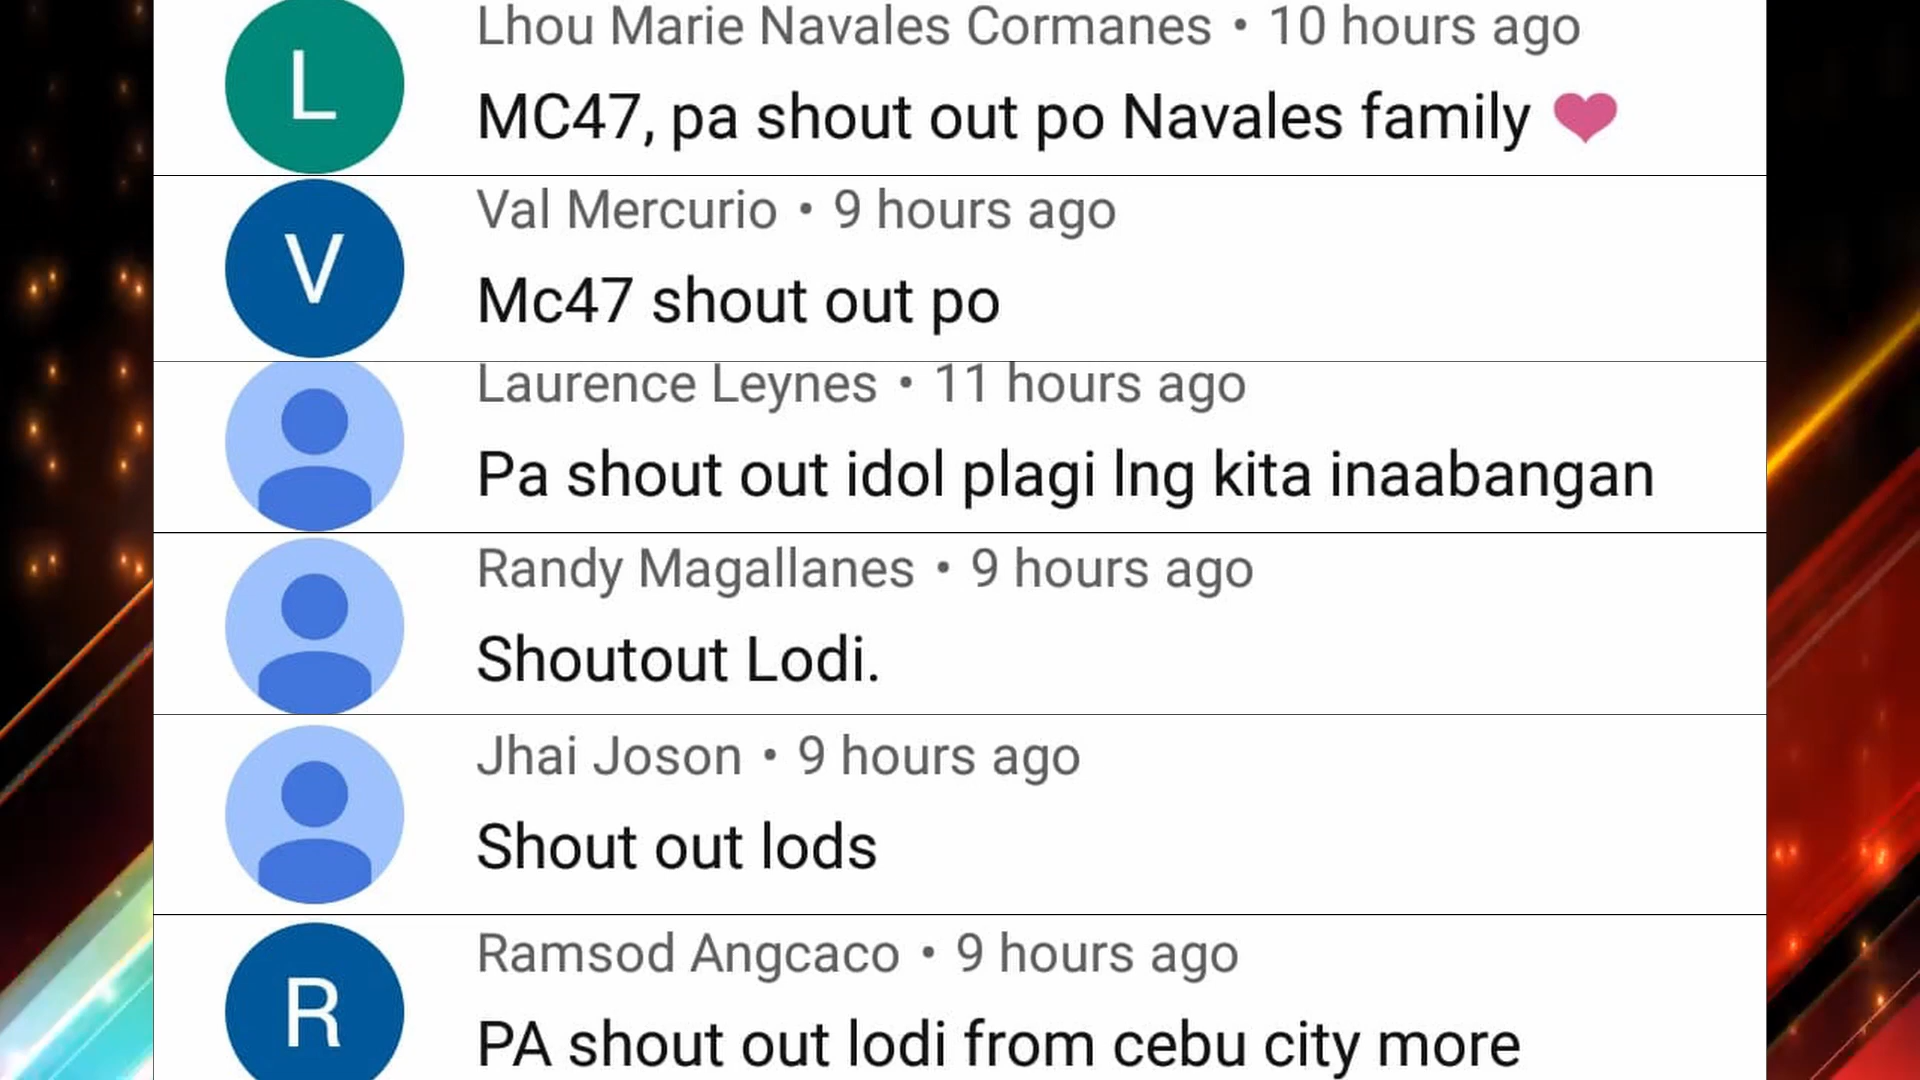 L
Lhou Marie Navales Cormanes • 10 hours ago
MC47, pa shout out po Navales family ❤
V
Val Mercurio • 9 hours ago
Mc47 shout out po
Laurence Leynes • 11 hours ago
Pa shout out idol plagi lng kita inaabangan
Randy Magallanes • 9 hours ago
Shoutout Lodi.
Jhai Joson • 9 hours ago
Shout out lods
R
Ramsod Angcaco • 9 hours ago
PA shout out lodi from cebu city more